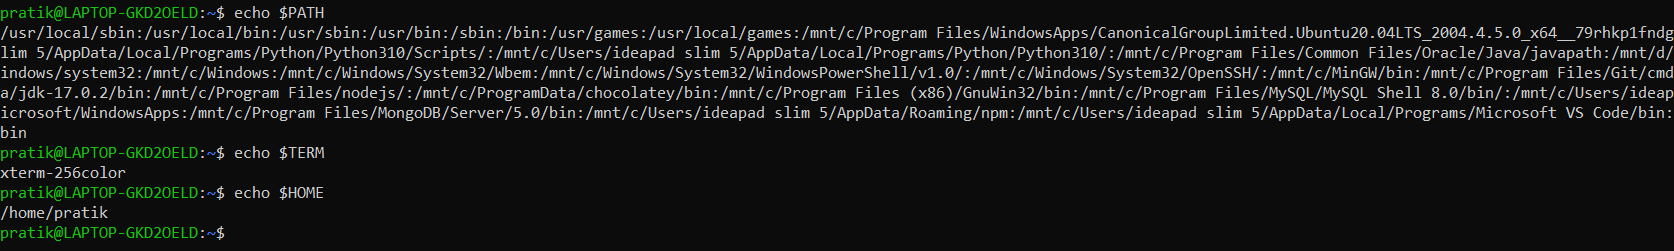 pratik@LAPTOP-GKD2OELD:~$ echo $PATH
/usr/local/sbin:/usr/local/bin:/usr/sbin:/usr/bin:/sbin:/bin:/usr/games:/usr/local/games:/mnt/c/Program Files/WindowsApps/CanonicalGroupLimited.Ubuntu20.04LTS_2004.4.5.0_x64__79rhkp1fndg
lim 5/AppData/Local/Programs/Python/Python310/Scripts/:/mnt/c/Users/ideapad slim 5/AppData/Local/Programs/Python/Python310/:/mnt/c/Program Files/Common Files/Oracle/Java/javapath:/mnt/d/
indows/system32:/mnt/c/Windows:/mnt/c/Windows/System32/Wbem:/mnt/c/Windows/System32/WindowsPowerShell/v1.0/:/mnt/c/Windows/System32/OpenSSH/:/mnt/c/MinGW/bin:/mnt/c/Program Files/Git/cmd
a/jdk-17.0.2/bin:/mnt/c/Program Files/nodejs/:/mnt/c/ProgramData/chocolatey/bin:/mnt/c/Program Files (x86)/GnuWin32/bin:/mnt/c/Program Files/MySQL/MySQL Shell 8.0/bin/:/mnt/c/Users/ideap
icrosoft/WindowsApps:/mnt/c/Program Files/MongoDB/Server/5.0/bin:/mnt/c/Users/ideapad slim 5/AppData/Roaming/npm:/mnt/c/Users/ideapad slim 5/AppData/Local/Programs/Microsoft VS Code/bin:
bin
pratik@LAPTOP-GKD2OELD:~$ echo $TERM
xterm-256color
pratik@LAPTOP-GKD2OELD:~$ echo $HOME
/home/pratik
pratik@LAPTOP-GKD2OELD:~$